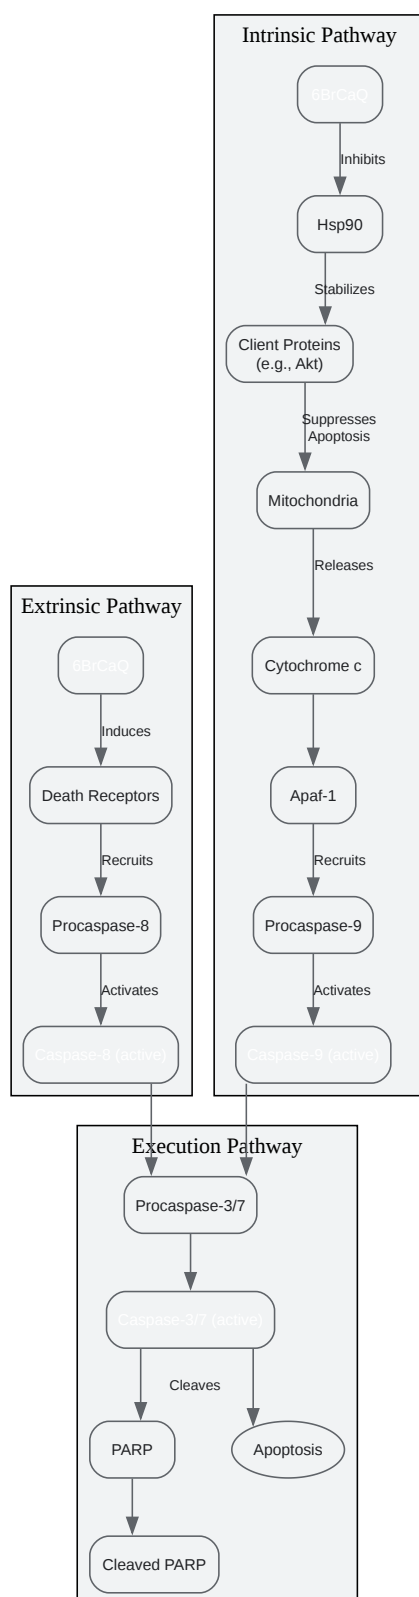 Intrinsic Pathway
6BrCaQ
Inhibits
Hsp90
Stabilizes
Client Proteins
(e.g., Akt)
Suppresses
Apoptosis
Mitochondria
Releases
Cytochrome c
Apaf-1
Recruits
Procaspase-9
Activates
Caspase-9 (active)
Extrinsic Pathway
6BrCaQ
Induces
Death Receptors
Recruits
Procaspase-8
Activates
Caspase-8 (active)
Execution Pathway
Procaspase-3/7
Caspase-3/7 (active)
Cleaves
PARP
Apoptosis
Cleaved PARP